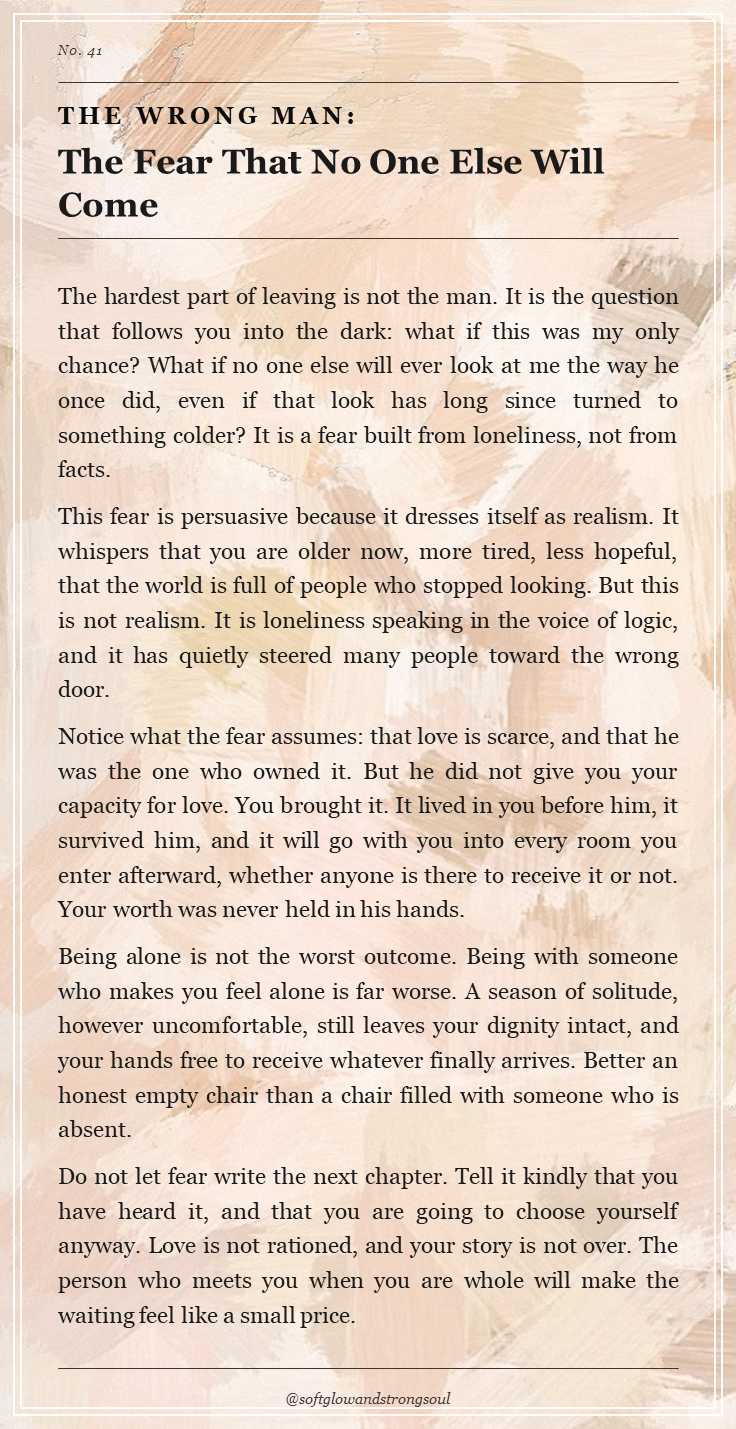 No. 41
THE WRONG MAN:
The Fear That No One Else Will
Come
The hardest part of leaving is not the man. It is the question
that follows you into the dark: what if this was my only
chance? What if no one else will ever look at me the way he
once did, even if that look has long since turned to
something colder? It is a fear built from loneliness, not from
facts.
This fear is persuasive because it dresses itself as realism. It
whispers that you are older now, more tired, less hopeful,
that the world is full of people who stopped looking. But this
is not realism. It is loneliness speaking in the voice of logic,
and it has quietly steered many people toward the wrong
door.
Notice what the fear assumes: that love is scarce, and that he
was the one who owned it. But he did not give you your
capacity for love. You brought it. It lived in you before him, it
survived him, and it will go with you into every room you
enter afterward, whether anyone is there to receive it or not.
Your worth was never held in his hands.
Being alone is not the worst outcome. Being with someone
who makes you feel alone is far worse. A season of solitude,
however uncomfortable, still leaves your dignity intact, and
your hands free to receive whatever finally arrives. Better an
honest empty chair than a chair filled with someone who is
absent.
Do not let fear write the next chapter. Tell it kindly that you
have heard it, and that you are going to choose yourself
anyway. Love is not rationed, and your story is not over. The
person who meets you when you are whole will make the
waiting feel like a small price.
@softglowandstrongsoul